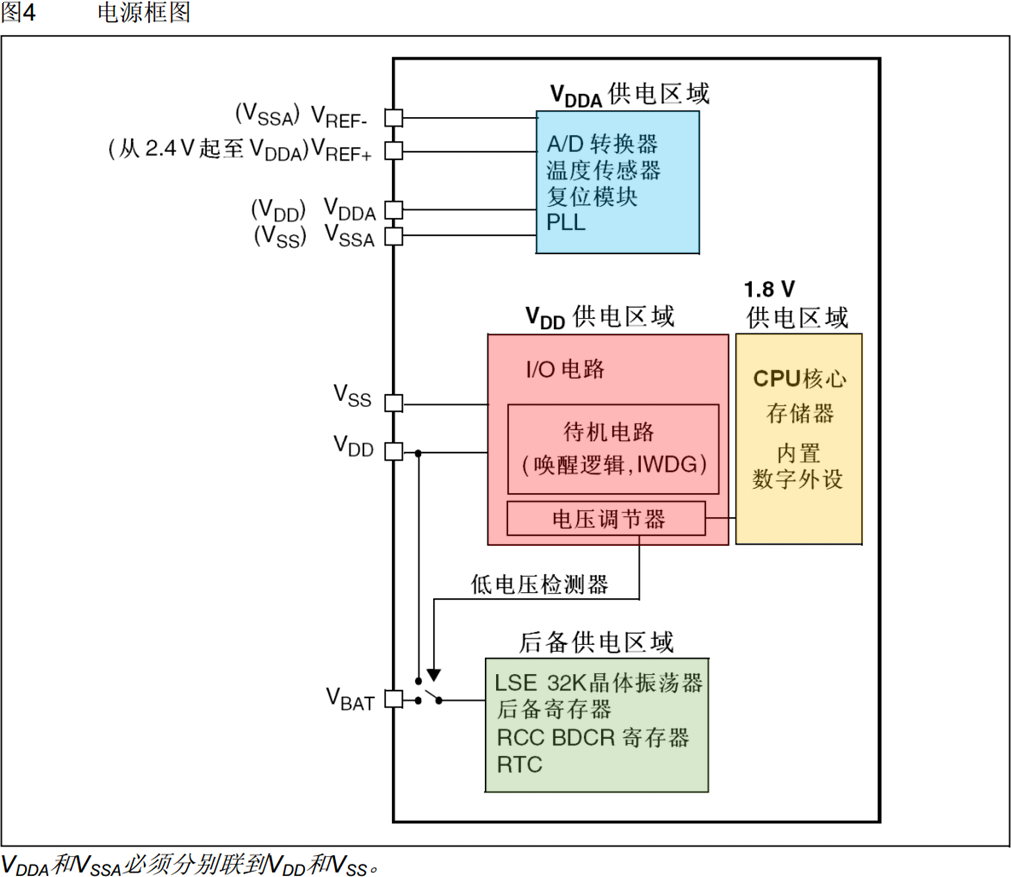 图4 电源框图
VDDA 供电区域
(VSSA) VREF-
(从 2.4 V 起至 VDDA)VREF+
(VDD) VDDA
(VSS) VSSA
A/D 转换器
温度传感器
复位模块
PLL
1.8 V
供电区域
VDD 供电区域
I/O 电路
待机电路
(唤醒逻辑,IWDG)
电压调节器
CPU核心
存储器
内置
数字外设
VSS
VDD
低电压检测器
后备供电区域
VBAT
LSE 32K晶体振荡器
后备寄存器
RCC BDCR 寄存器
RTC
VDDA和VSSA必须分别联到VDD和VSS。